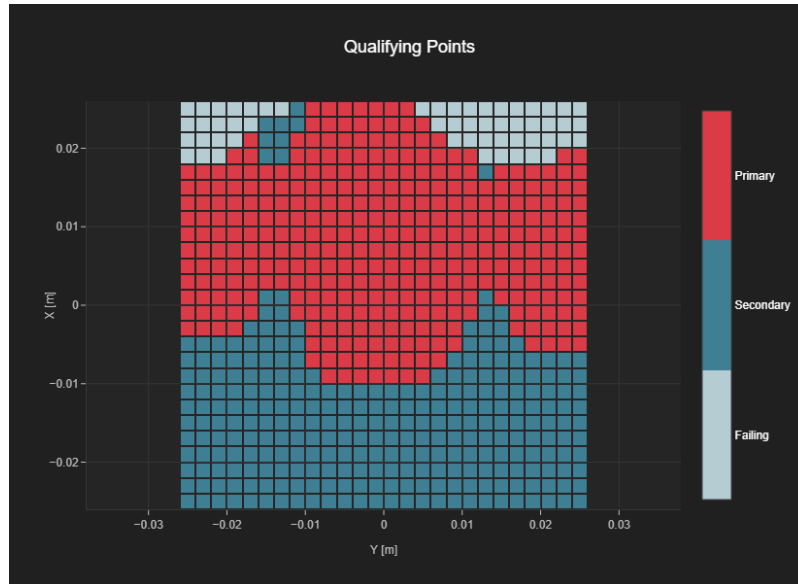 Qualifying Points
Primary
0.02
0.01
Secondary
X [m]
0
−0.01
Failing
−0.02
−0.03
−0.02
−0.01
0
0.01
0.02
0.03
Y [m]